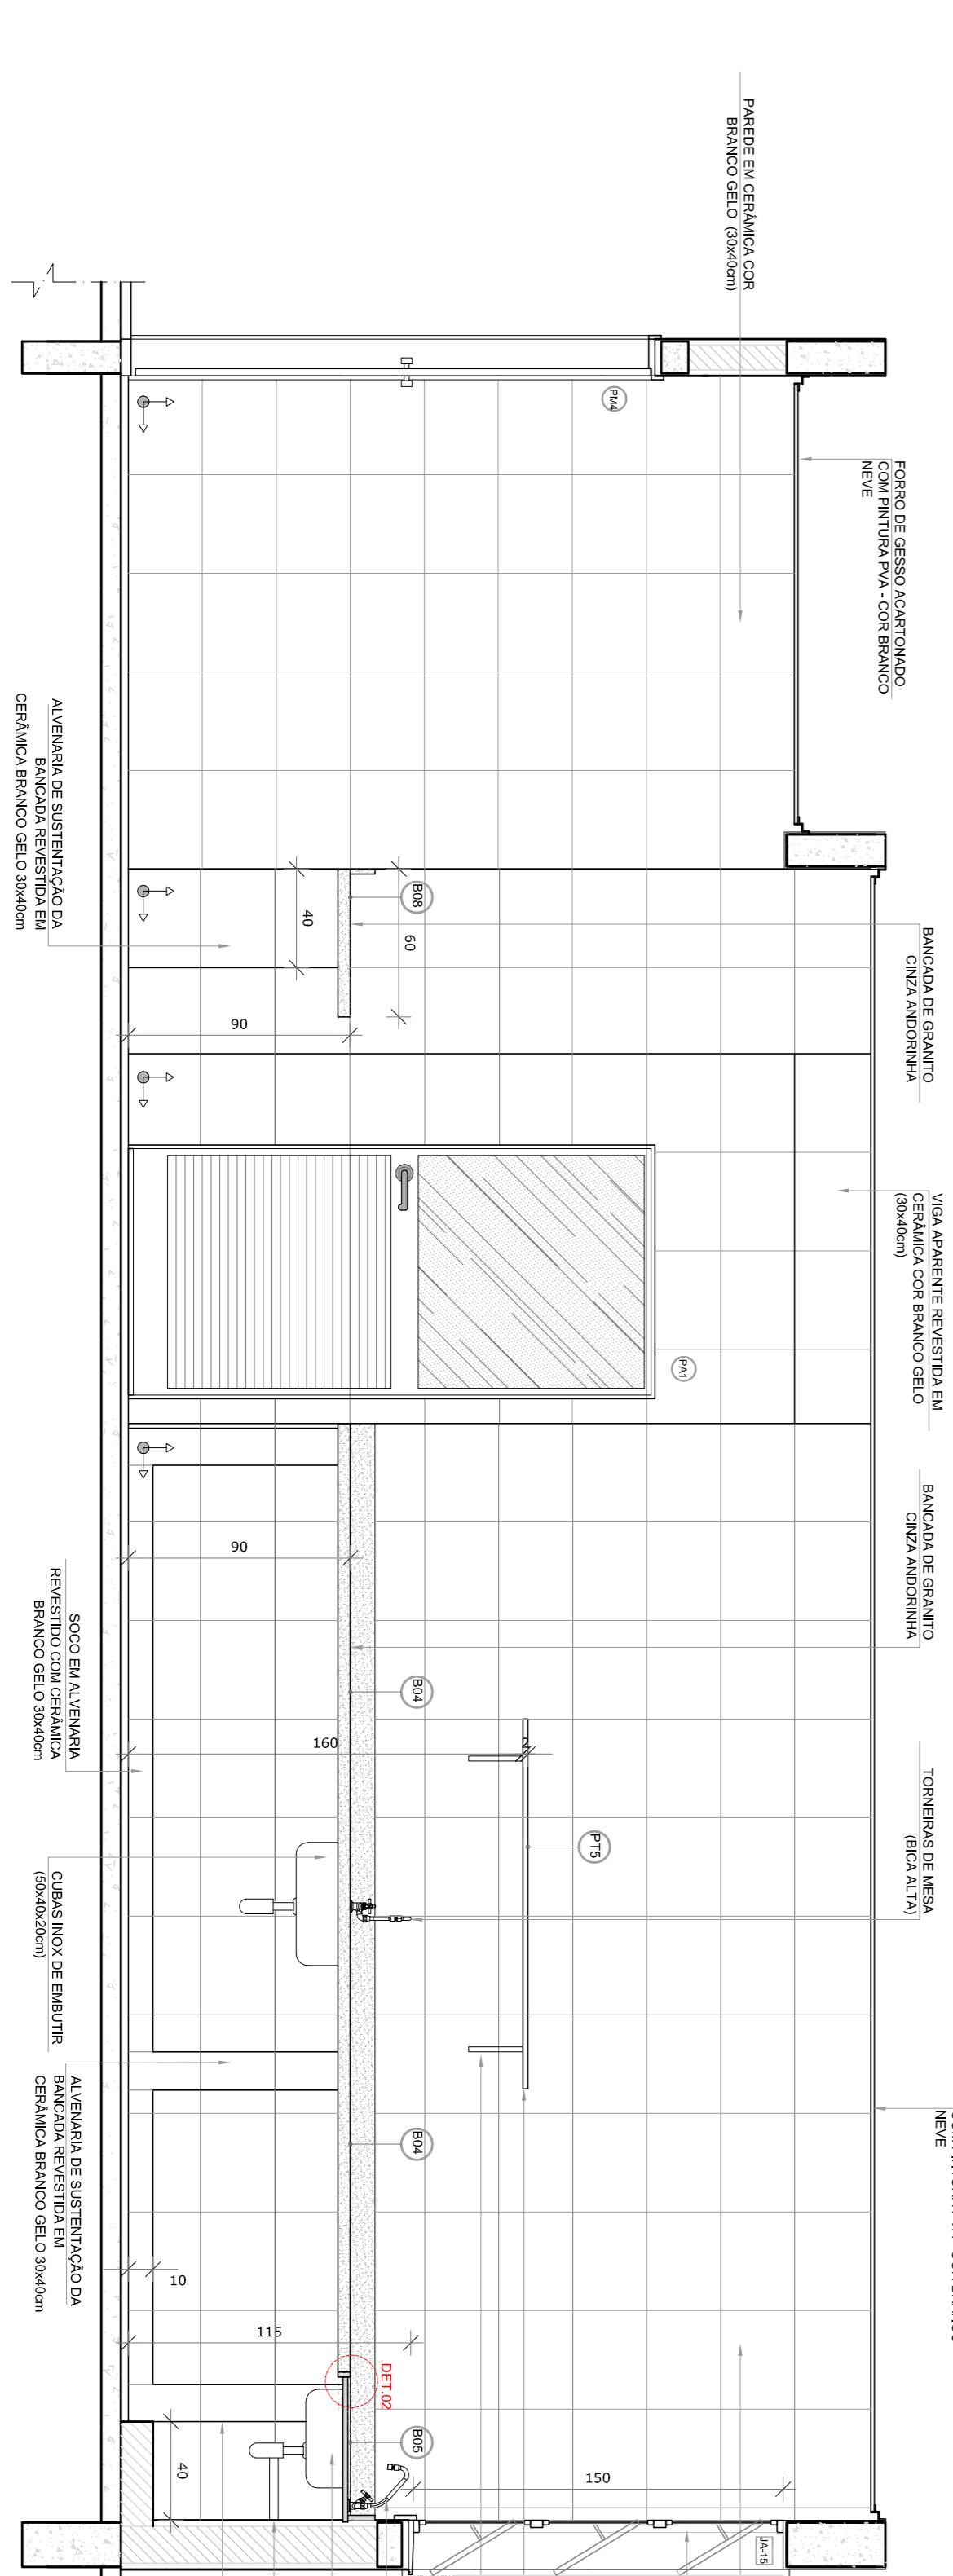 PAREDE EM CERÂMICA COR
BRANCO GELO (30x40cm)
FORRO DE GESSO ACARTONADO
COM PINTURA PVA - COR BRANCO
NEVE
BANCADA DE GRANITO
CINZA ANDORINHA
VIGA APARENTE REVESTIDA EM
CERÂMICA COR BRANCO GELO
(30x40cm)
BANCADA DE GRANITO
CINZA ANDORINHA
TORNEIRAS DE MESA
(BICA ALTA)
NEVE
PM4
B08
60
40
90
PA1
90
B04
160
2
PT5
B04
10
115
DET.02
B05
40
150
JA-15
ALVENARIA DE SUSTENTAÇÃO DA
BANCADA REVESTIDA EM
CERÂMICA BRANCO GELO 30x40cm
SOCO EM ALVENARIA
REVESTIDO COM CERÂMICA
BRANCO GELO 30x40cm
CUBAS INOX DE EMBUTIR
(50x40x20cm)
ALVENARIA DE SUSTENTAÇÃO DA
BANCADA REVESTIDA EM
CERÂMICA BRANCO GELO 30x40cm